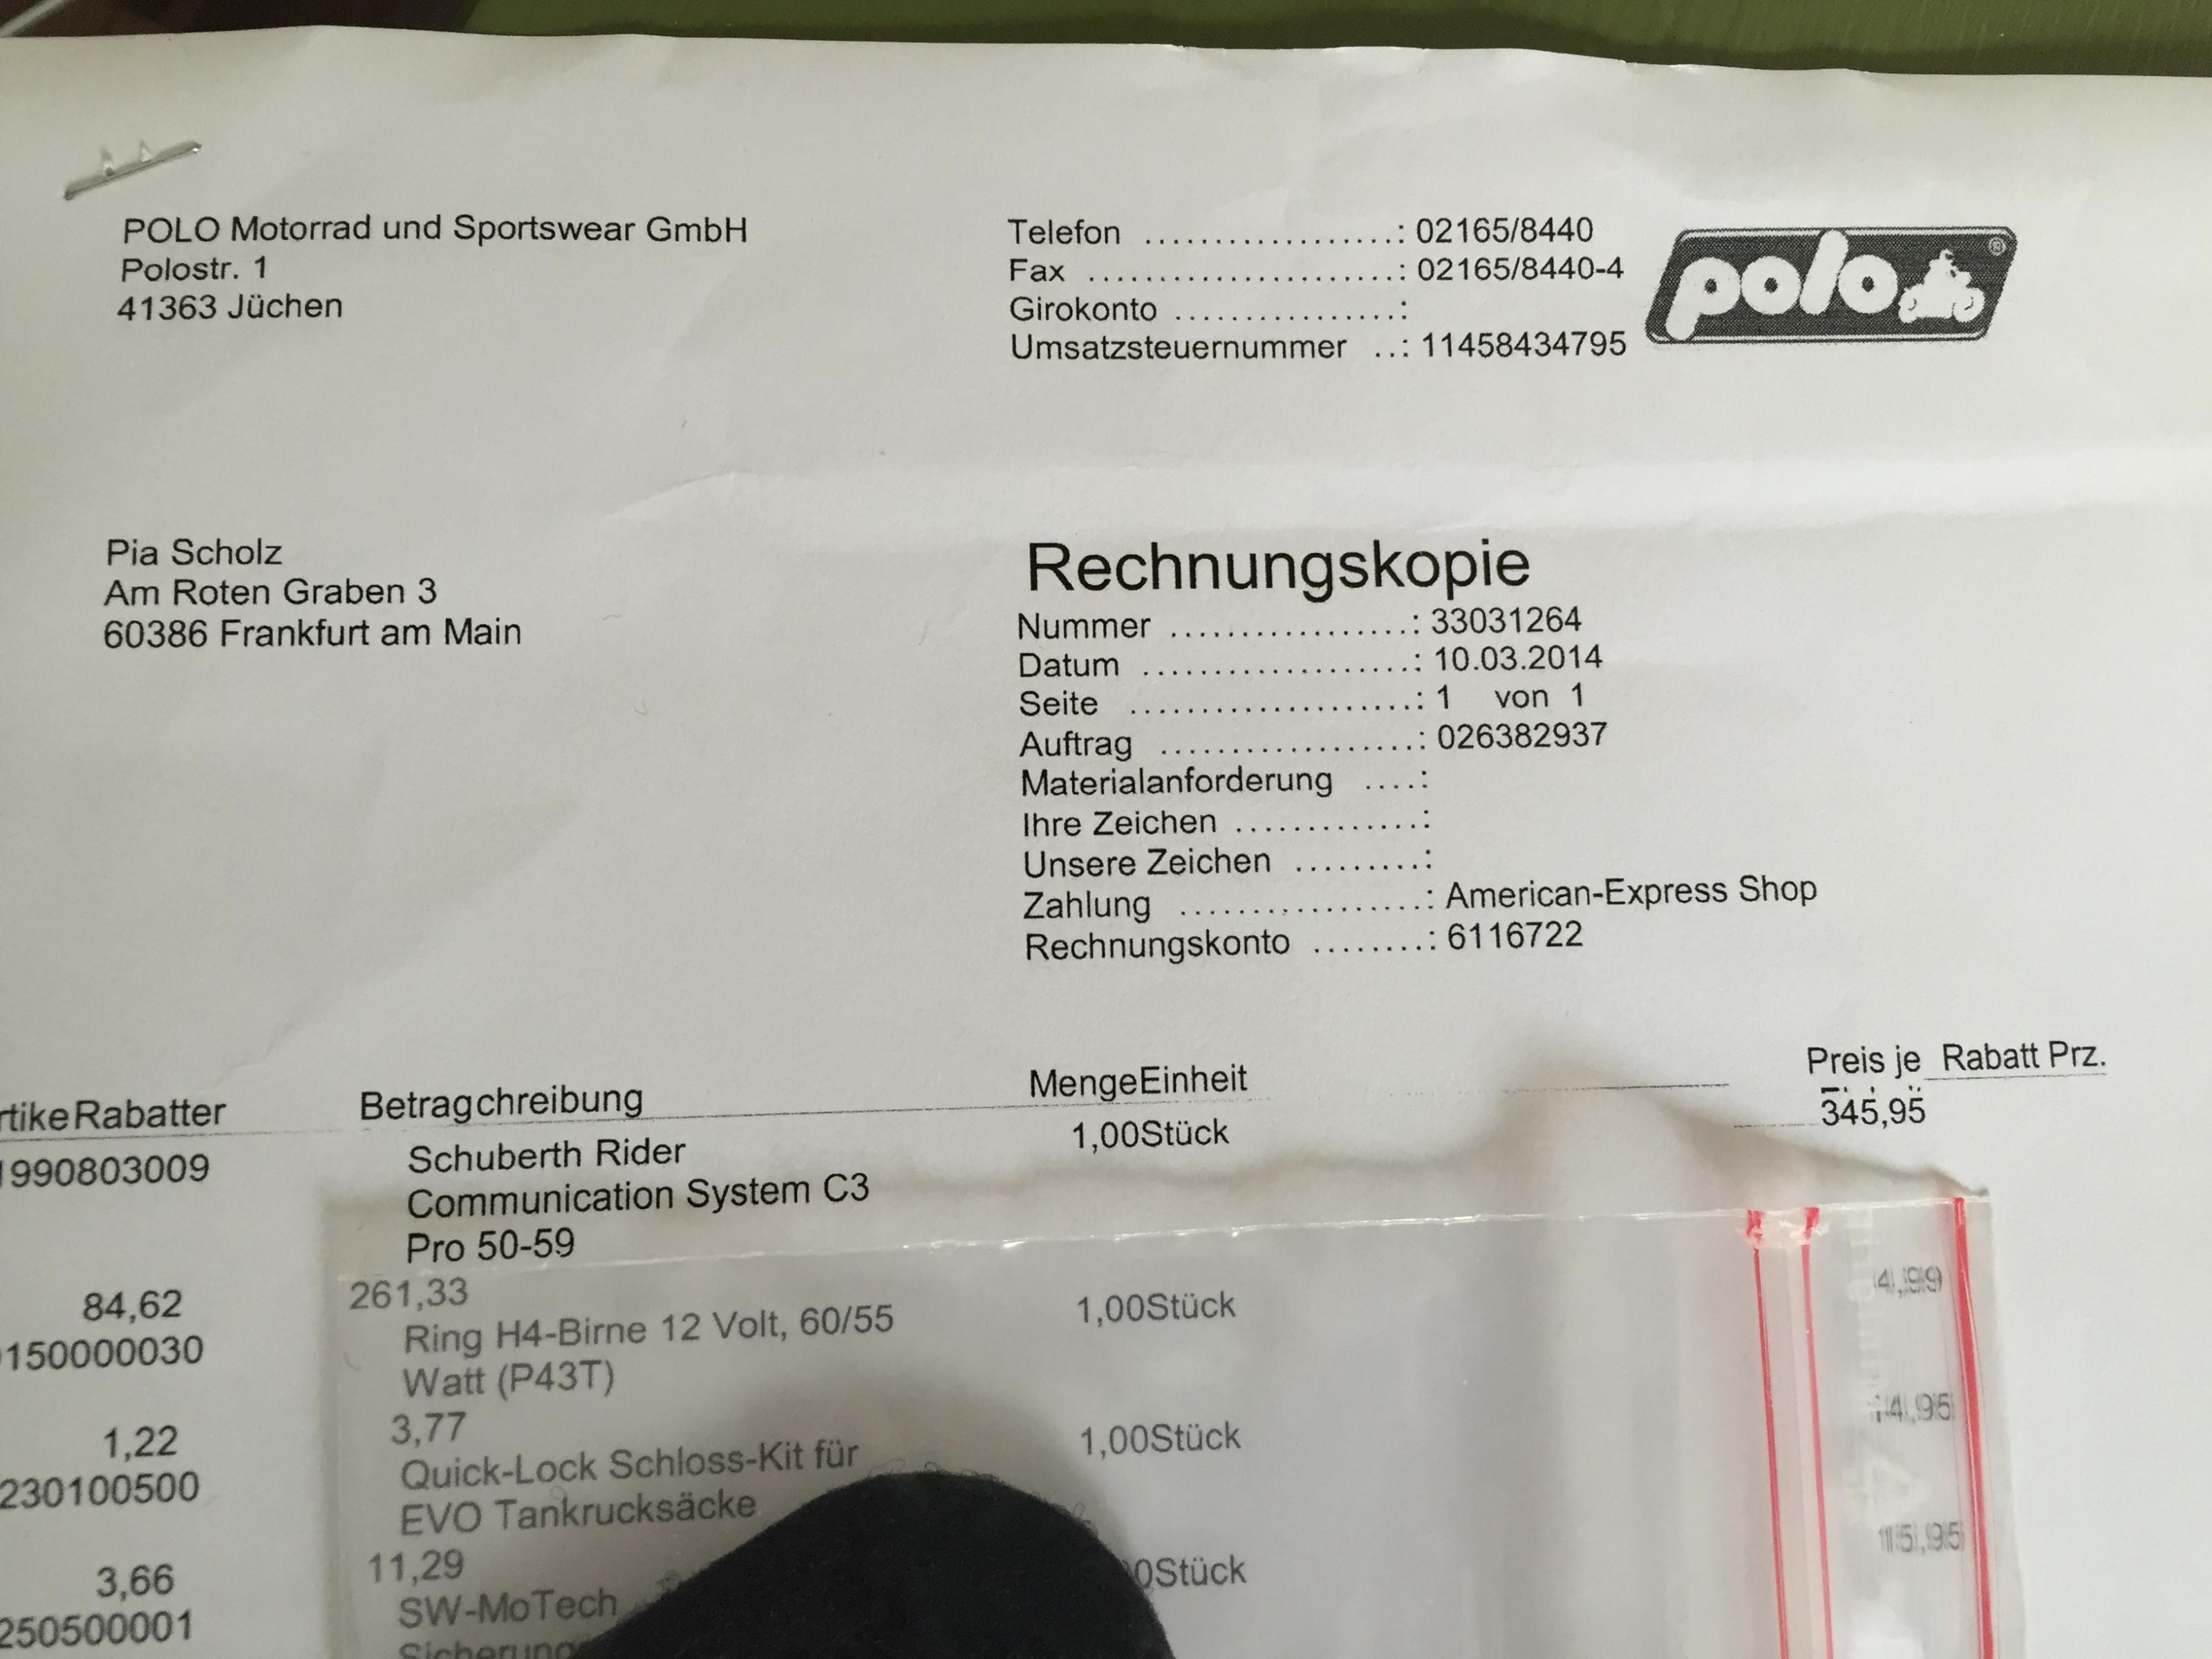 POLO Motorrad und Sportswear GmbH
Polostr. 1
41363 Jüchen
Telefon ...................: 02165/8440
Fax .......................: 02165/8440-4
Girokonto .................:
Umsatzsteuernummer ..: 11458434795
polo ®
Pia Scholz
Am Roten Graben 3
60386 Frankfurt am Main
Rechnungskopie
Nummer ..................: 33031264
Datum ....................: 10.03.2014
Seite .....................: 1 von 1
Auftrag ...................: 026382937
Materialanforderung ....:
Ihre Zeichen ..............:
Unsere Zeichen .........:
Zahlung ...................: American-Express Shop
Rechnungskonto ........: 6116722
rtikeRabatter Betragchreibung MengeEinheit Preis je Rabatt Prz.
1990803009 Schuberth Rider 1,00Stück 345,95
Communication System C3
Pro 50-59
84,62 261,33
150000030 Ring H4-Birne 12 Volt, 60/55 1,00Stück 4,99
Watt (P43T)
1,22 3,77
230100500 Quick-Lock Schloss-Kit für 1,00Stück 14,95
EVO Tankrucksäcke
3,66 11,29
250500001 SW-MoTech 0Stück 15,95